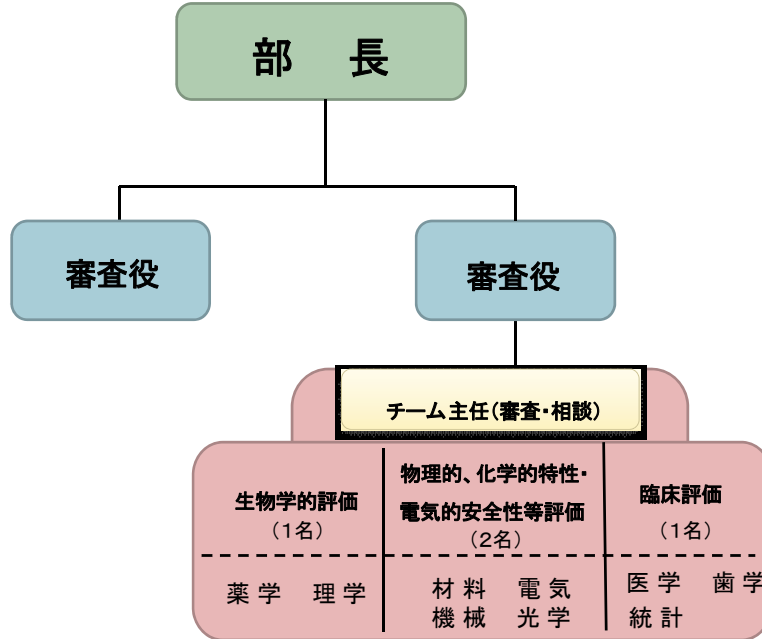 部　長
審査役
審査役
チーム主任(審査・相談)
生物学的評価
（１名）
物理的、化学的特性・
電気的安全性等評価
（２名）
臨床評価
（１名）
薬 学　理 学
材 料　電 気
機 械　光 学
医 学　歯 学
統 計